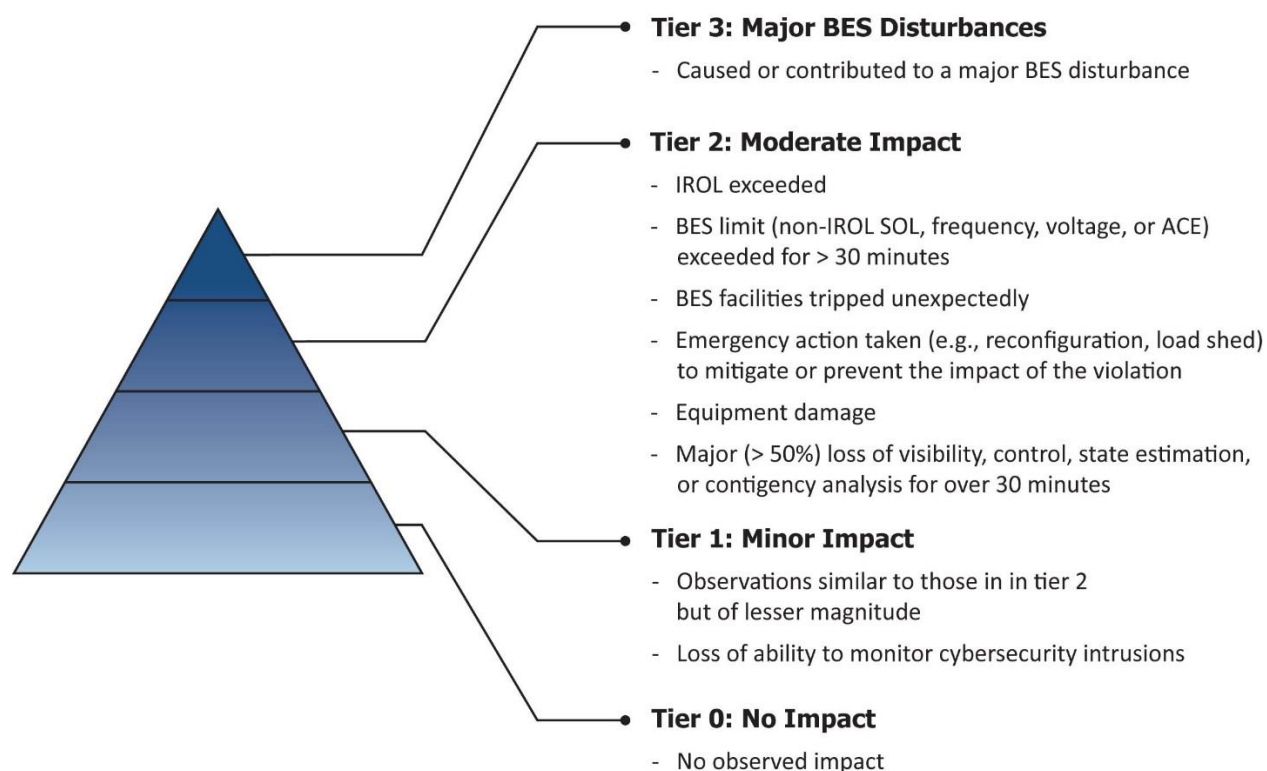 Tier 3: Major BES Disturbances
- Caused or contributed to a major BES disturbance
Tier 2: Moderate Impact
- IROL exceeded
- BES limit (non-IROL SOL, frequency, voltage, or ACE)
exceeded for > 30 minutes
- BES facilities tripped unexpectedly
- Emergency action taken (e.g., reconfiguration, load shed)
to mitigate or prevent the impact of the violation
- Equipment damage
- Major (> 50%) loss of visibility, control, state estimation,
or contigency analysis for over 30 minutes
Tier 1: Minor Impact
- Observations similar to those in in tier 2
but of lesser magnitude
- Loss of ability to monitor cybersecurity intrusions
Tier 0: No Impact
- No observed impact